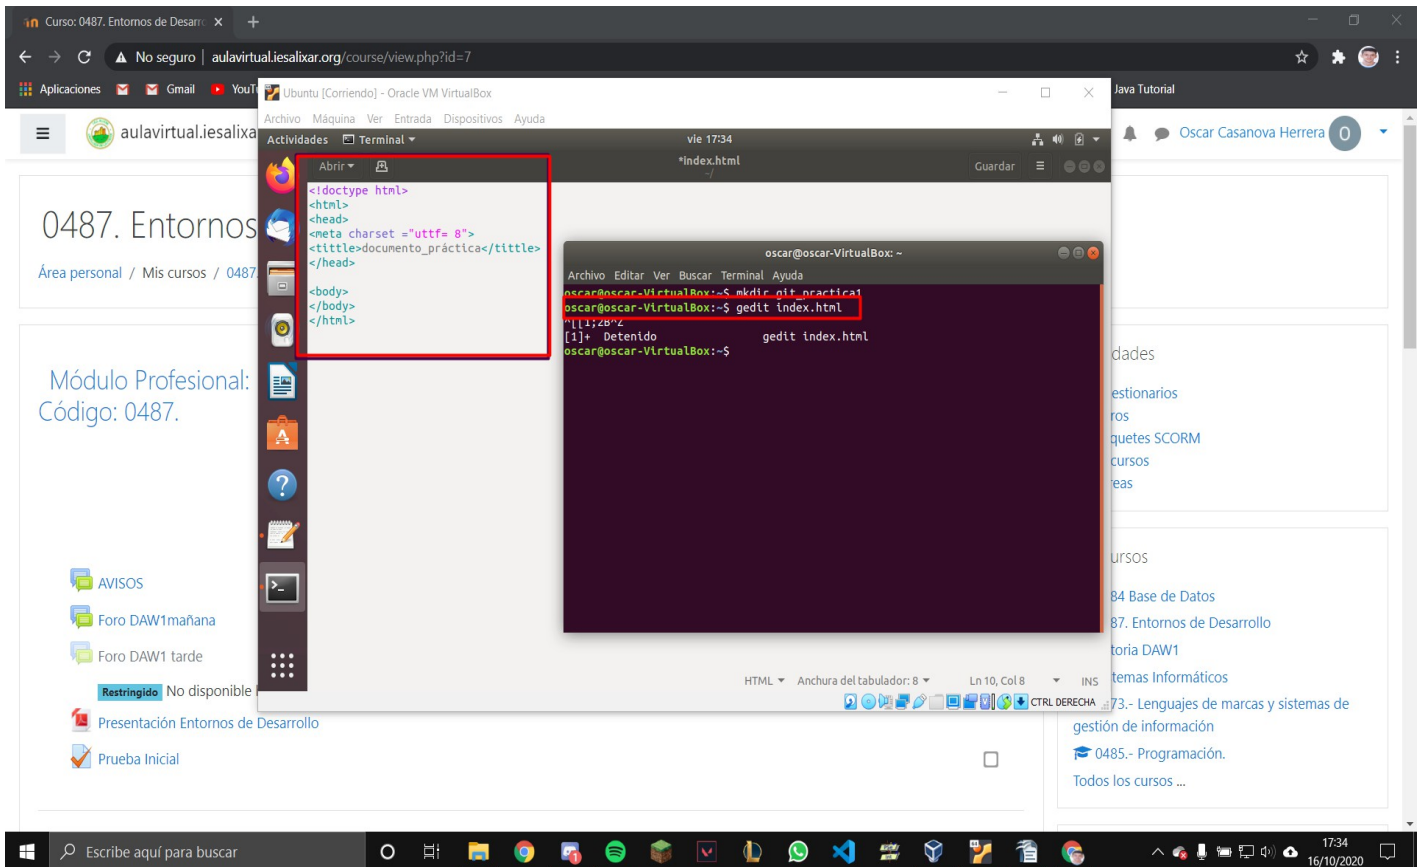 Curso: 0487. Entornos de Desarro
No seguro | aulavirtual.iesalixar.org/course/view.php?id=7
Aplicaciones Gmail YouTu Java Tutorial
aulavirtual.iesalixa
Oscar Casanova Herrera O
0487. Entornos
Área personal / Mis cursos / 0487.
Módulo Profesional:
Código: 0487.
AVISOS
Foro DAW1mañana
Foro DAW1 tarde
Restringido No disponible
Presentación Entornos de Desarrollo
Prueba Inicial
Ubuntu [Corriendo] - Oracle VM VirtualBox
Archivo Máquina Ver Entrada Dispositivos Ayuda
Actividades Terminal vie 17:34
Abrir *index.html Guardar
~/
<!doctype html>
<html>
<head>
<meta charset ="uttf= 8">
<tittle>documento_práctica</tittle>
</head>
<body>
</body>
</html>
oscar@oscar-VirtualBox: ~
Archivo Editar Ver Buscar Terminal Ayuda
oscar@oscar-VirtualBox:~$ mkdir git_practica1
oscar@oscar-VirtualBox:~$ gedit index.html
^[[1;2B^Z
[1]+ Detenido gedit index.html
oscar@oscar-VirtualBox:~$
HTML Anchura del tabulador: 8 Ln 10, Col 8 INS
CTRL DERECHA
dades
estionarios
ros
quetes SCORM
cursos
reas
ursos
84 Base de Datos
87. Entornos de Desarrollo
toria DAW1
temas Informáticos
73.- Lenguajes de marcas y sistemas de
gestión de información
0485.- Programación.
Todos los cursos ...
Escribe aquí para buscar
17:34
16/10/2020